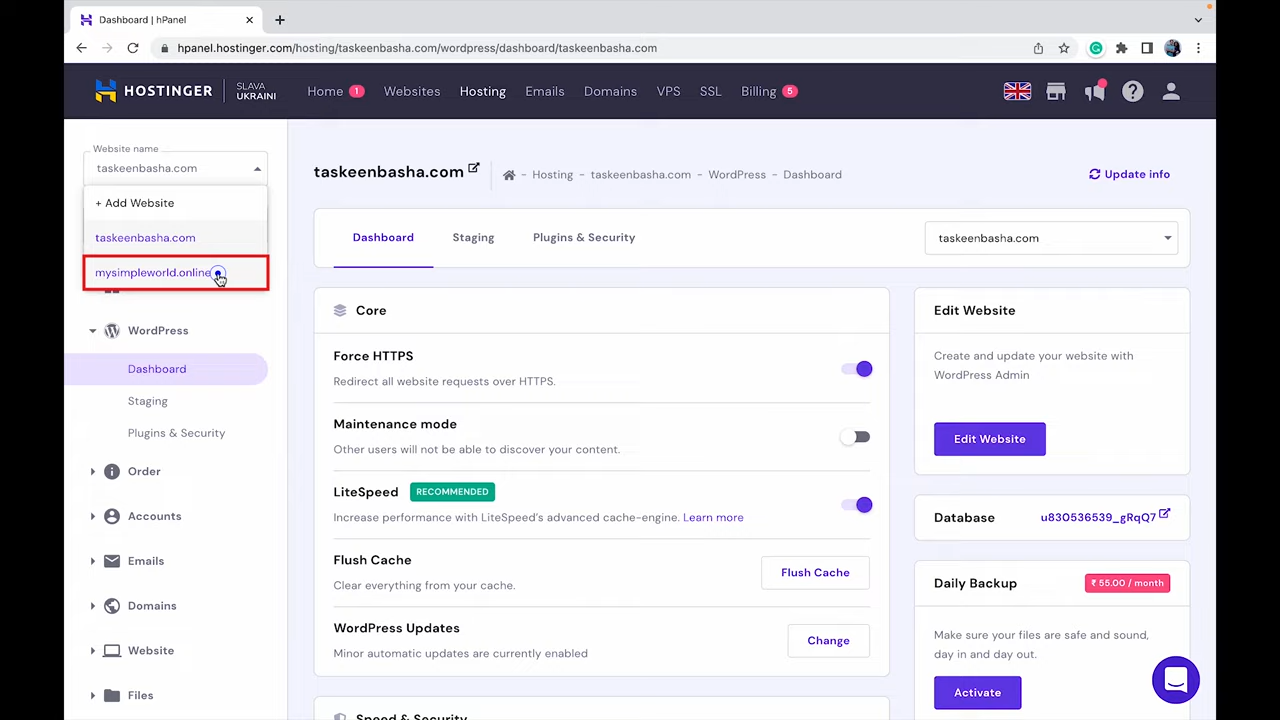 Dashboard | hPanel
hpanel.hostinger.com/hosting/taskeenbasha.com/wordpress/dashboard/taskeenbasha.com
HOSTINGER
SLAVA
UKRAINI
Home 1
Websites
Hosting
Emails
Domains
VPS
SSL
Billing 5
Website name
taskeenbasha.com
+ Add Website
taskeenbasha.com
mysimpleworld.online
WordPress
Dashboard
Staging
Plugins & Security
Order
Accounts
Emails
Domains
Website
Files
taskeenbasha.com
- Hosting - taskeenbasha.com - WordPress - Dashboard
Update info
Dashboard
Staging
Plugins & Security
taskeenbasha.com
Core
Force HTTPS
Redirect all website requests over HTTPS.
Maintenance mode
Other users will not be able to discover your content.
LiteSpeed RECOMMENDED
Increase performance with LiteSpeed's advanced cache-engine. Learn more
Flush Cache
Clear everything from your cache.
Flush Cache
WordPress Updates
Minor automatic updates are currently enabled
Change
Speed & Security
Edit Website
Create and update your website with
WordPress Admin
Edit Website
Database
u830536539_gRqQ7
Daily Backup
₹ 55.00 / month
Make sure your files are safe and sound,
day in and day out.
Activate